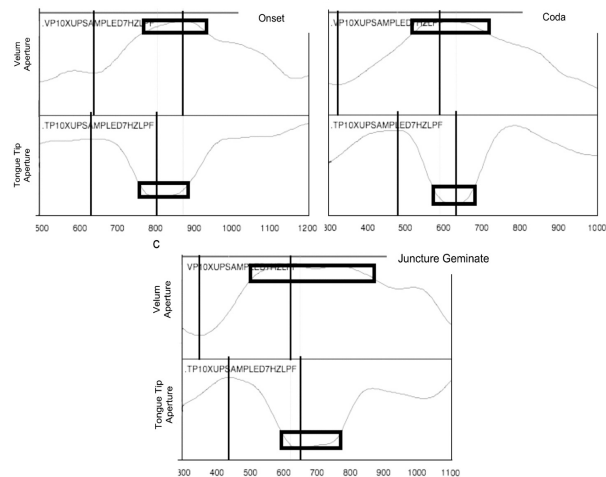 Onset
.VP10XUPSAMPLED7HZLPF
Velum
Aperture
.TP10XUPSAMPLED7HZLPF
Tongue Tip
Aperture
500 600 700 800 900 1000 1100 1200
Coda
.VP10XUPSAMPLED7HZLPF
.TP10XUPSAMPLED7HZLPF
300 400 500 600 700 800 900 1000
C
Juncture Geminate
VP10XUPSAMPLED7HZLPF
Velum
Aperture
.TP10XUPSAMPLED7HZLPF
Tongue Tip
Aperture
300 400 500 600 700 800 900 1000 1100